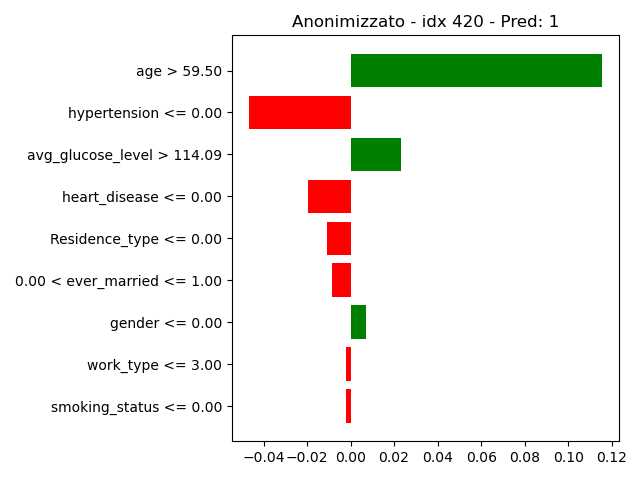 Anonimizzato - idx 420 - Pred: 1
age > 59.50
hypertension <= 0.00
avg_glucose_level > 114.09
heart_disease <= 0.00
Residence_type <= 0.00
0.00 < ever_married <= 1.00
gender <= 0.00
work_type <= 3.00
smoking_status <= 0.00
−0.04 −0.02 0.00 0.02 0.04 0.06 0.08 0.10 0.12